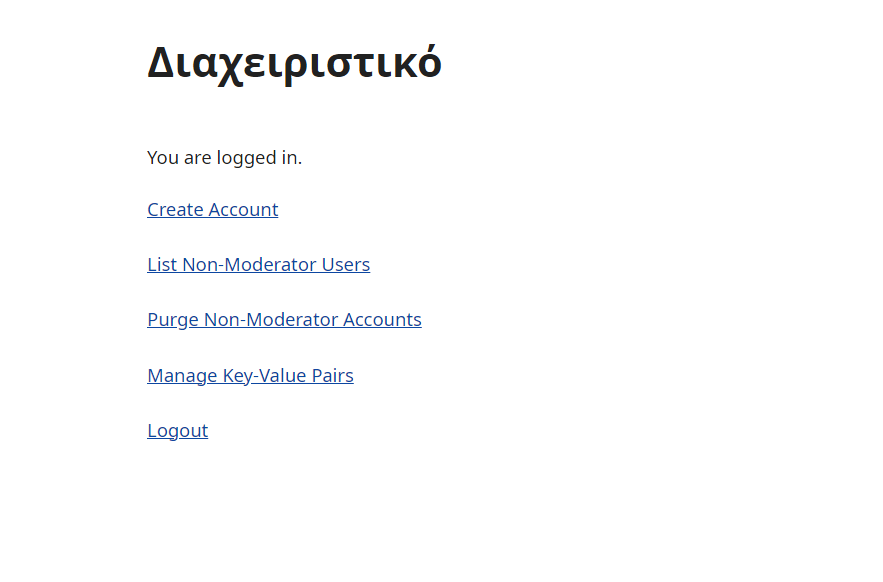 Διαχειριστικό
You are logged in.
Create Account
List Non-Moderator Users
Purge Non-Moderator Accounts
Manage Key-Value Pairs
Logout